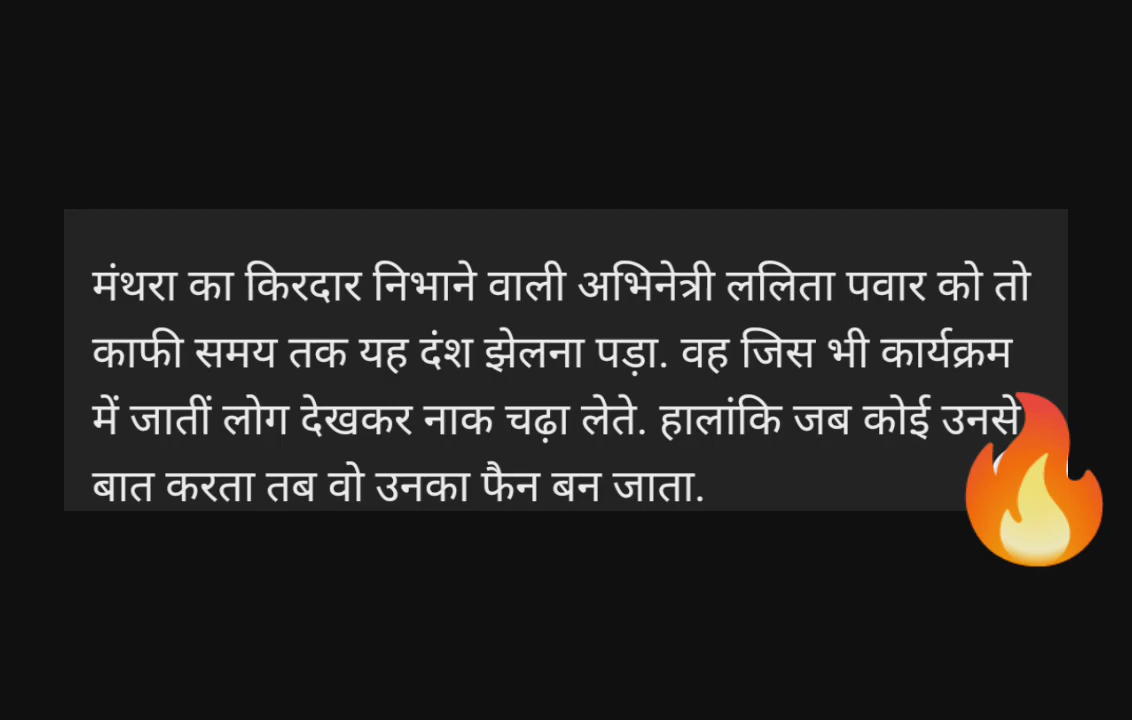 मंथरा का किरदार निभाने वाली अभिनेत्री ललिता पवार को तो
काफी समय तक यह दंश झेलना पड़ा. वह जिस भी कार्यक्रम
में जातीं लोग देखकर नाक चढ़ा लेते. हालांकि जब कोई उनसे
बात करता तब वो उनका फैन बन जाता.